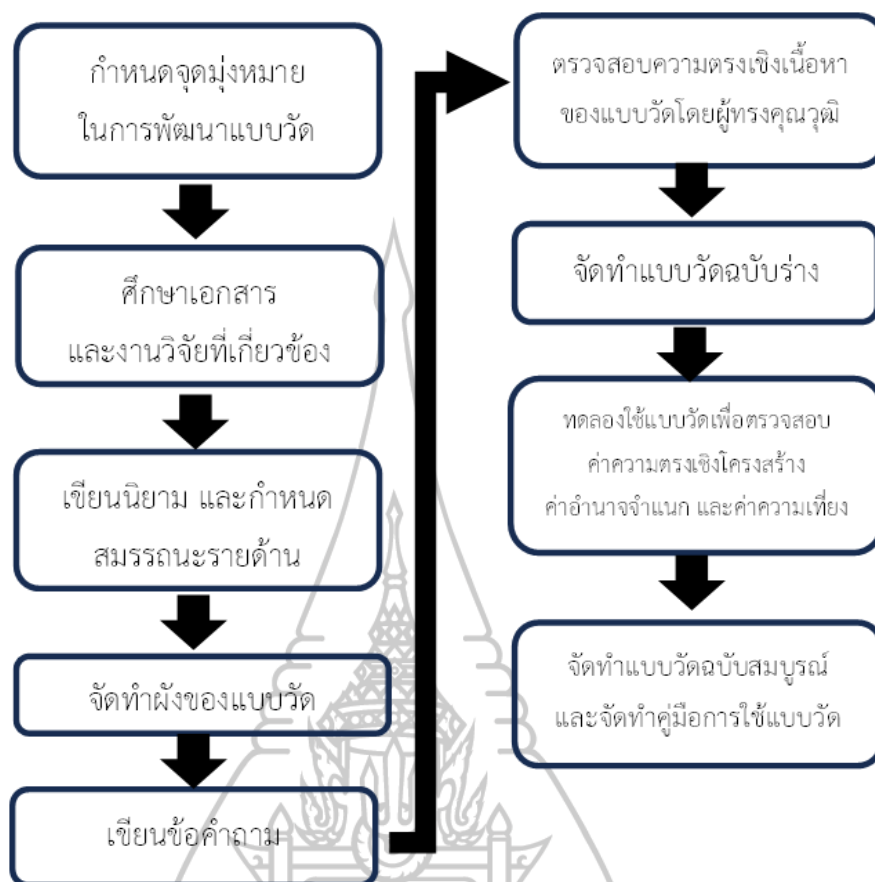 กำหนดจุดมุ่งหมาย
ในการพัฒนาแบบวัด
ศึกษาเอกสาร
และงานวิจัยที่เกี่ยวข้อง
เขียนนิยาม และกำหนด
สมรรถนะรายด้าน
จัดทำผังของแบบวัด
เขียนข้อคำถาม
ตรวจสอบความตรงเชิงเนื้อหา
ของแบบวัดโดยผู้ทรงคุณวุฒิ
จัดทำแบบวัดฉบับร่าง
ทดลองใช้แบบวัดเพื่อตรวจสอบ
ค่าความตรงเชิงโครงสร้าง
ค่าอำนาจจำแนก และค่าความเที่ยง
จัดทำแบบวัดฉบับสมบูรณ์
และจัดทำคู่มือการใช้แบบวัด